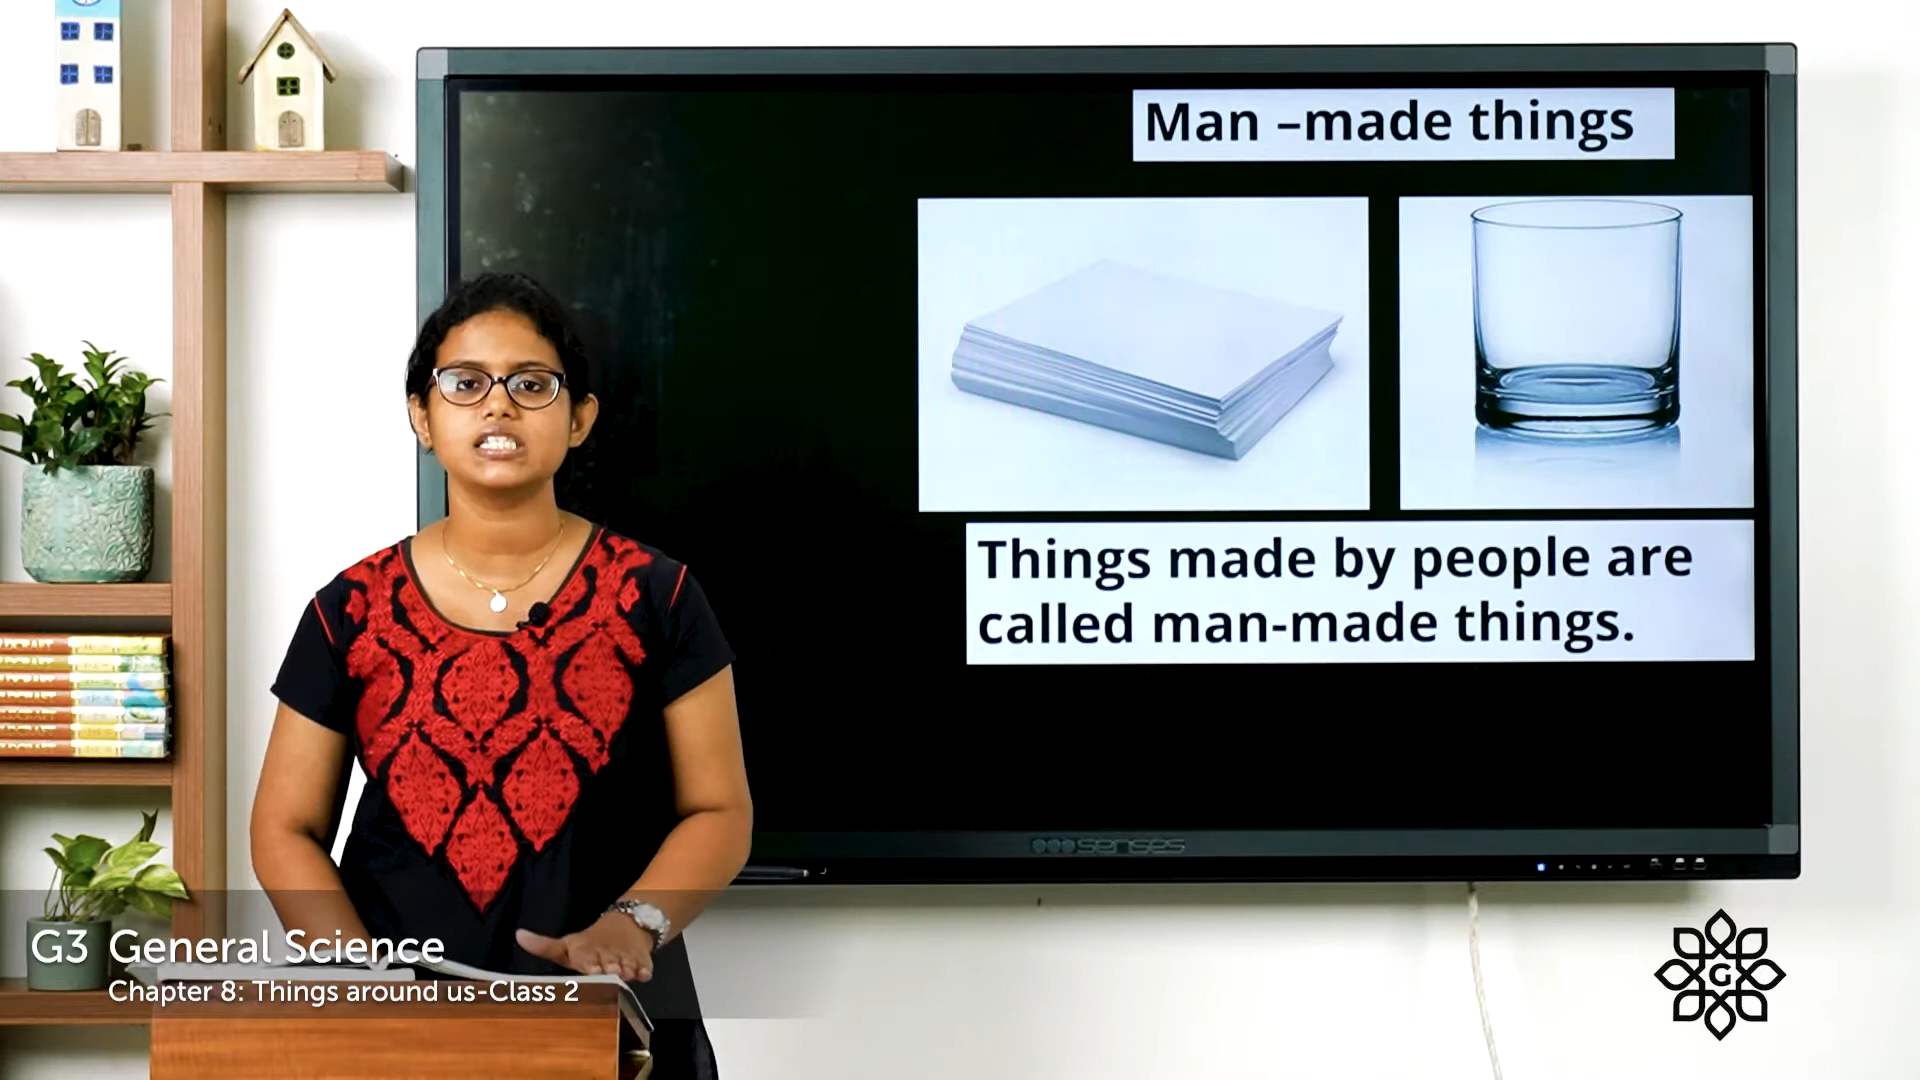 Man –made things
Things made by people are
called man-made things.
senses
G3 General Science
Chapter 8: Things around us-Class 2
G